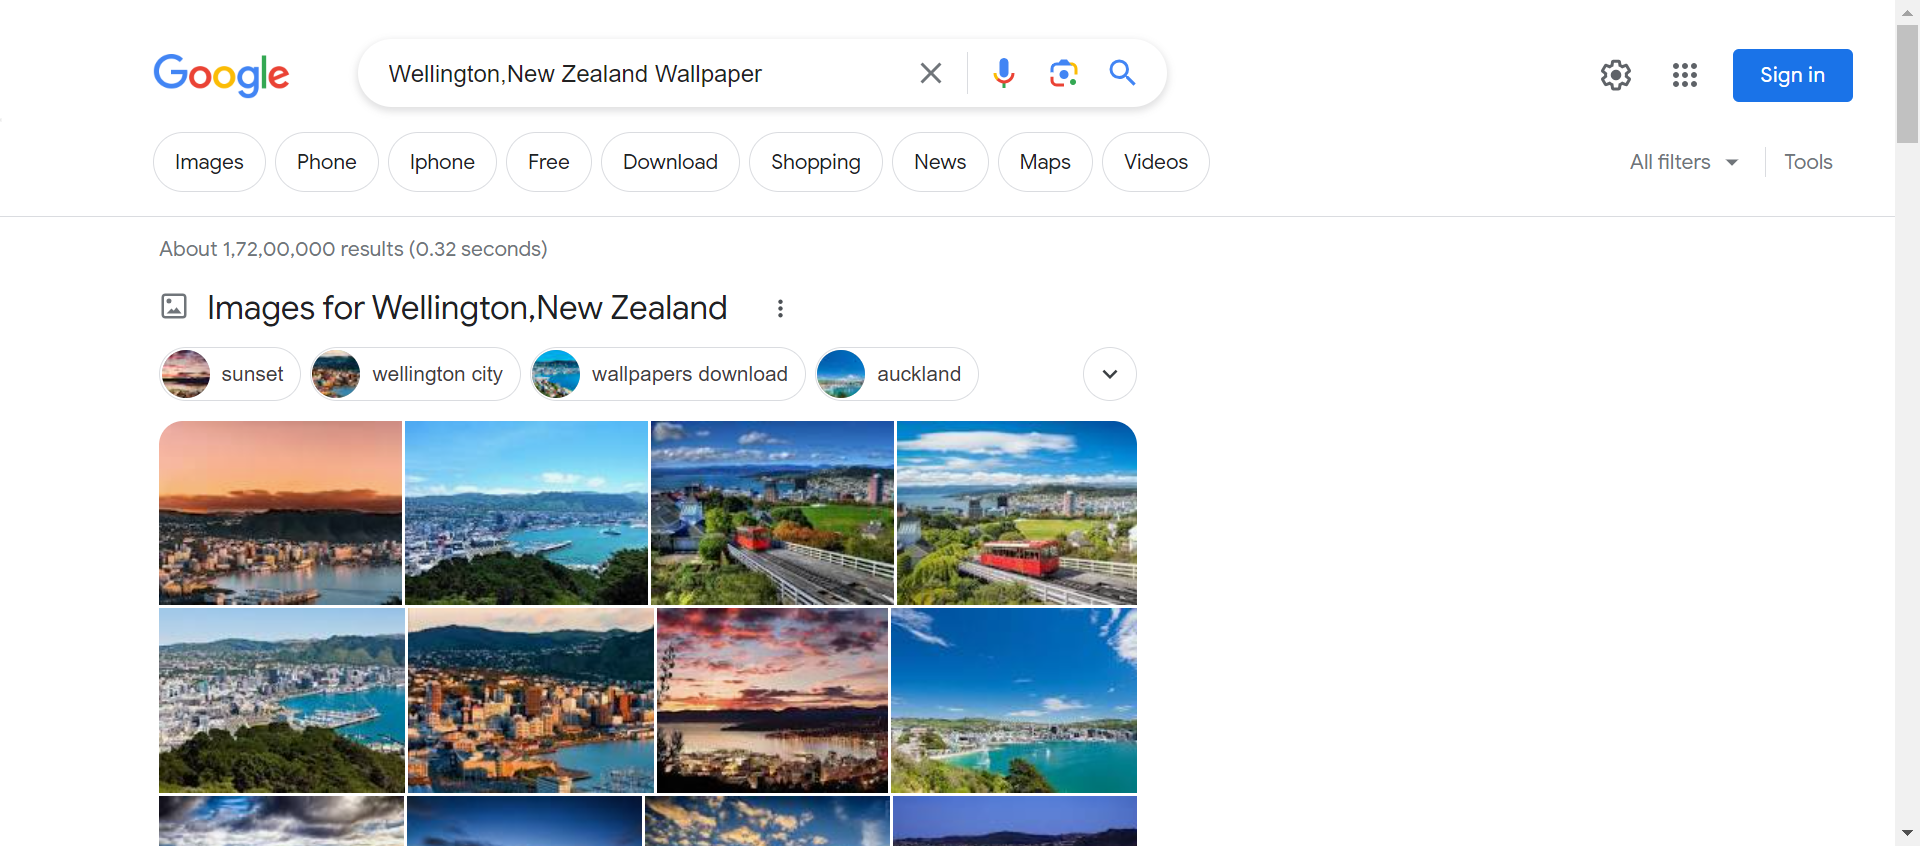 Google
Wellington,New Zealand Wallpaper
Sign in
Images Phone Iphone Free Download Shopping News Maps Videos
All filters Tools
About 1,72,00,000 results (0.32 seconds)
Images for Wellington,New Zealand
sunset wellington city wallpapers download auckland